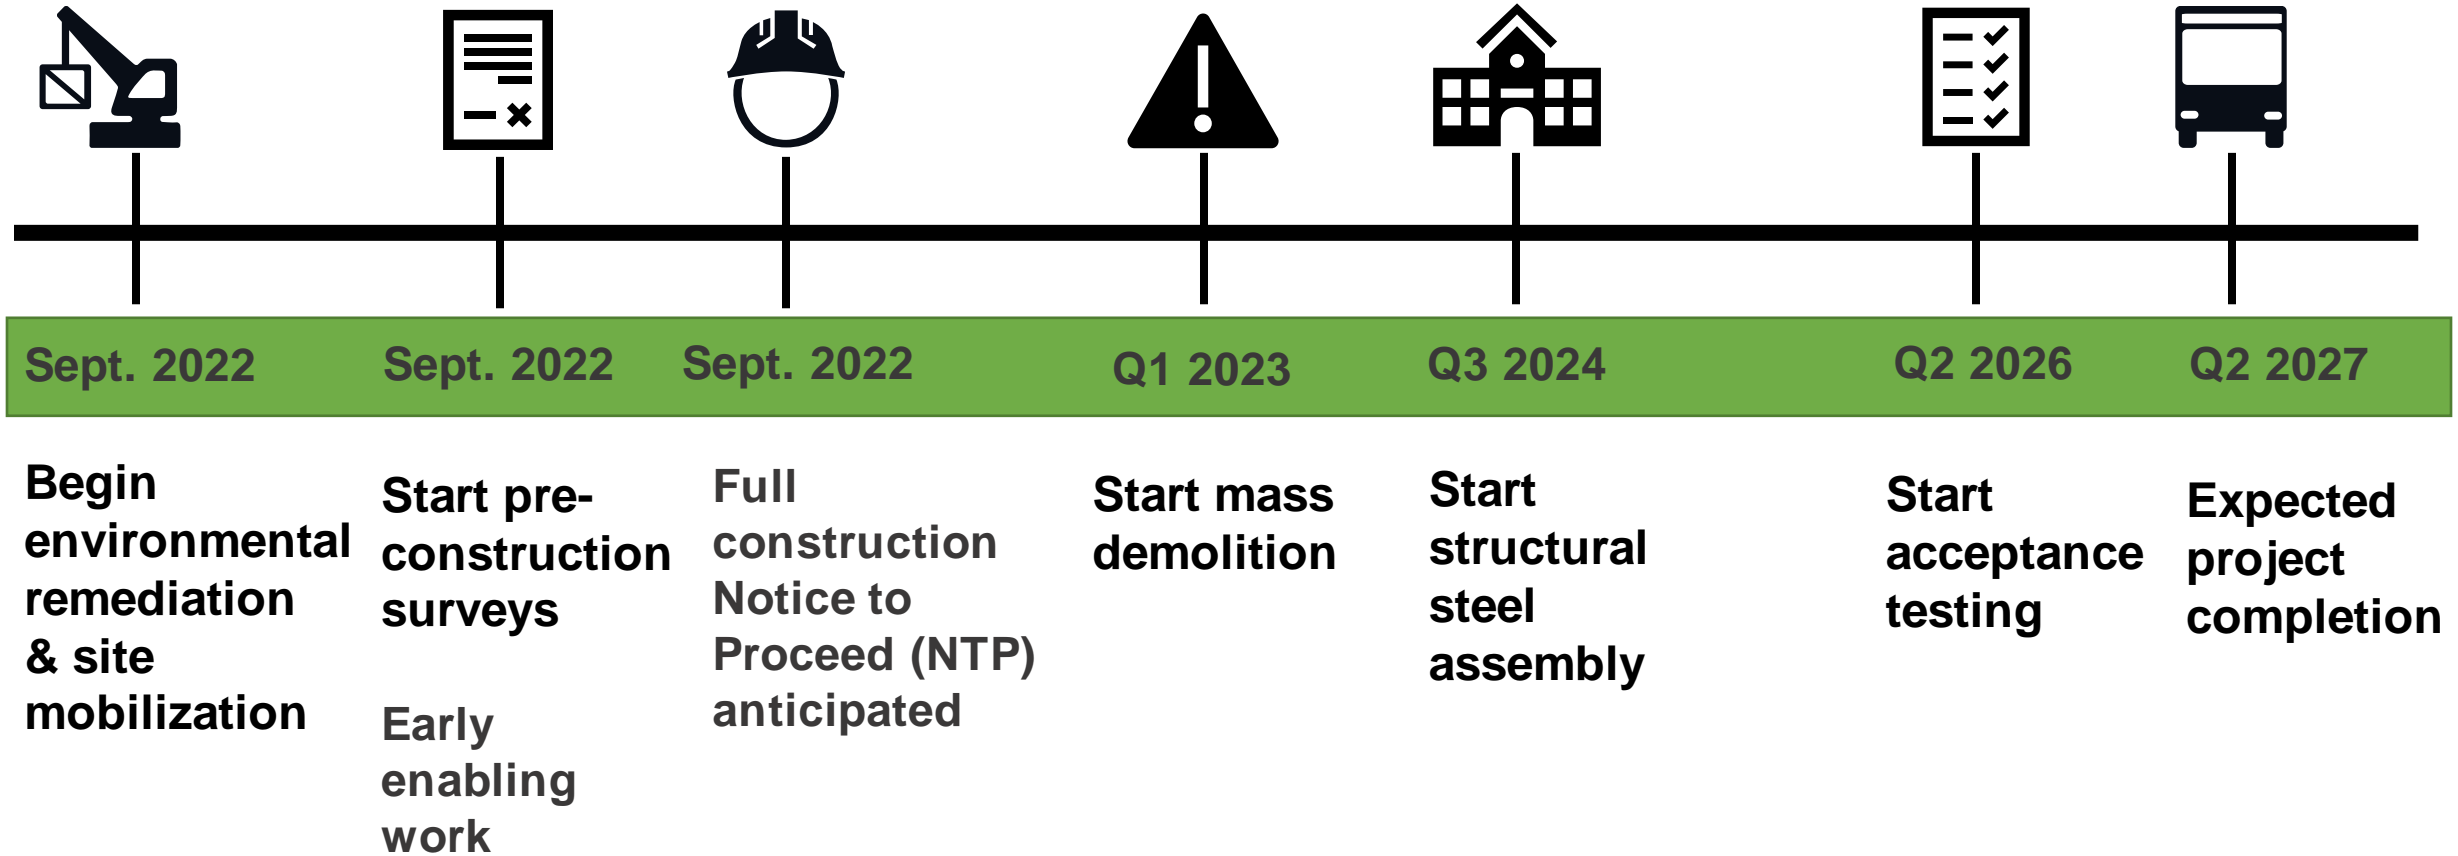 Sept. 2022
Sept. 2022
Sept. 2022
Q1 2023
Q3 2024
Q2 2026
Q2 2027
Begin
environmental
remediation
& site
mobilization
Start pre-
construction
surveys
Early
enabling
work
Full
construction
Notice to
Proceed (NTP)
anticipated
Start mass
demolition
Start
structural
steel
assembly
Start
acceptance
testing
Expected
project
completion